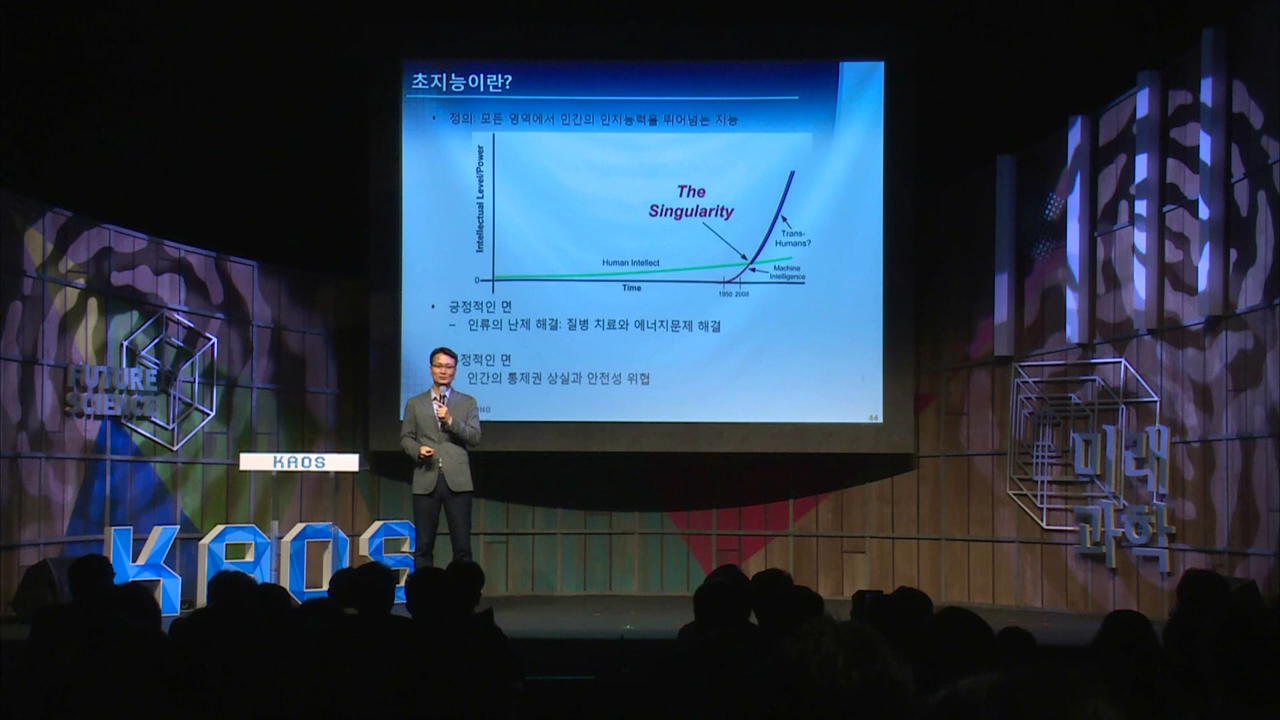 초지능이란?
• 정의: 모든 영역에서 인간의 인지능력을 뛰어넘는 지능
Intellectual Level/Power
The
Singularity
Trans-
Humans?
Human Intellect
Machine
Intelligence
0
Time
1950 2008
• 긍정적인 면
– 인류의 난제 해결: 질병 치료와 에너지문제 해결
정적인 면
인간의 통제권 상실과 안전성 위협
44
FUTURE
SCIENCE
KAOS
KAOS
미래
과학